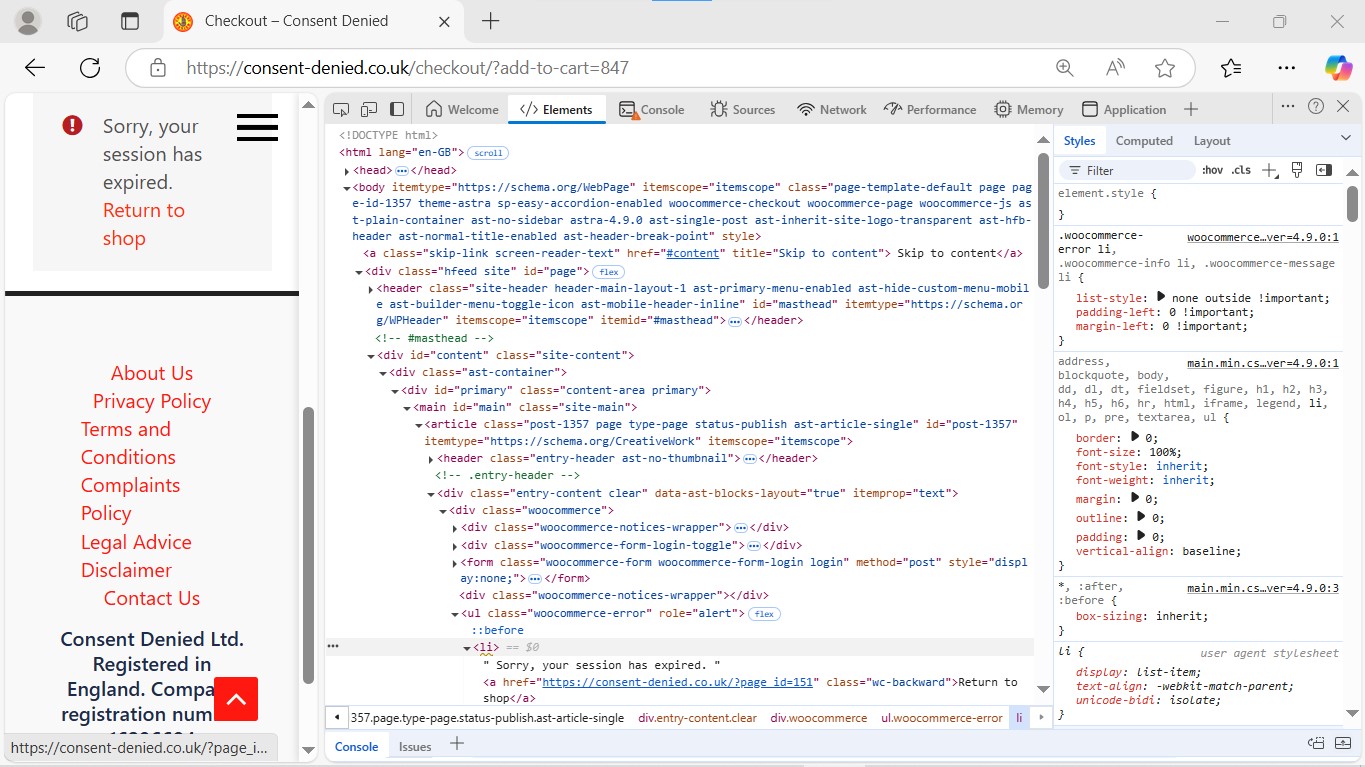 Checkout – Consent Denied
https://consent-denied.co.uk/checkout/?add-to-cart=847
Sorry, your
session has
expired.
Return to
shop
About Us
Privacy Policy
Terms and
Conditions
Complaints
Policy
Legal Advice
Disclaimer
Contact Us
Consent Denied Ltd.
Registered in
England. Compa
registration num
https://consent-denied.co.uk/?page_i...
Welcome
Elements
Console
Sources
Network
Performance
Memory
Application
<!DOCTYPE html>
<html lang="en-GB"> scroll
<head> </head>
<body itemtype="https://schema.org/WebPage" itemscope="itemscope" class="page-template-default page pag
e-id-1357 theme-astra sp-easy-accordion-enabled woocommerce-checkout woocommerce-page woocommerce-js as
t-plain-container ast-no-sidebar astra-4.9.0 ast-single-post ast-inherit-site-logo-transparent ast-hfb-
header ast-normal-title-enabled ast-header-break-point" style>
<a class="skip-link screen-reader-text" href="#content" title="Skip to content"> Skip to content</a>
<div class="hfeed site" id="page"> flex
<header class="site-header header-main-layout-1 ast-primary-menu-enabled ast-hide-custom-menu-mobil
e ast-builder-menu-toggle-icon ast-mobile-header-inline" id="masthead" itemtype="https://schema.or
g/WPHeader" itemscope="itemscope" itemid="#masthead"> </header>
<!-- #masthead -->
<div id="content" class="site-content">
<div class="ast-container">
<div id="primary" class="content-area primary">
<main id="main" class="site-main">
<article class="post-1357 page type-page status-publish ast-article-single" id="post-1357"
itemtype="https://schema.org/CreativeWork" itemscope="itemscope">
<header class="entry-header ast-no-thumbnail"> </header>
<!-- .entry-header -->
<div class="entry-content clear" data-ast-blocks-layout="true" itemprop="text">
<div class="woocommerce">
<div class="woocommerce-notices-wrapper"> </div>
<div class="woocommerce-form-login-toggle"> </div>
<form class="woocommerce-form woocommerce-form-login login" method="post" style="displ
ay:none;"> </form>
<div class="woocommerce-notices-wrapper"></div>
<ul class="woocommerce-error" role="alert"> flex
::before
<li> == $0
" Sorry, your session has expired. "
<a href="https://consent-denied.co.uk/?page_id=151" class="wc-backward">Return to
shop</a>
357.page.type-page.status-publish.ast-article-single div.entry-content.clear div.woocommerce ul.woocommerce-error li
Console
Issues
Styles
Computed
Layout
Filter
:hov
.cls
element.style {
}
.woocommerce- woocommerce…ver=4.9.0:1
error li,
.woocommerce-info li, .woocommerce-message
li {
list-style: none outside !important;
padding-left: 0 !important;
margin-left: 0 !important;
}
address, main.min.cs…ver=4.9.0:1
blockquote, body,
dd, dl, dt, fieldset, figure, h1, h2, h3,
h4, h5, h6, hr, html, iframe, legend, li,
ol, p, pre, textarea, ul {
border: 0;
font-size: 100%;
font-style: inherit;
font-weight: inherit;
margin: 0;
outline: 0;
padding: 0;
vertical-align: baseline;
}
*, :after, main.min.cs…ver=4.9.0:3
:before {
box-sizing: inherit;
}
li { user agent stylesheet
display: list-item;
text-align: -webkit-match-parent;
unicode-bidi: isolate;
}